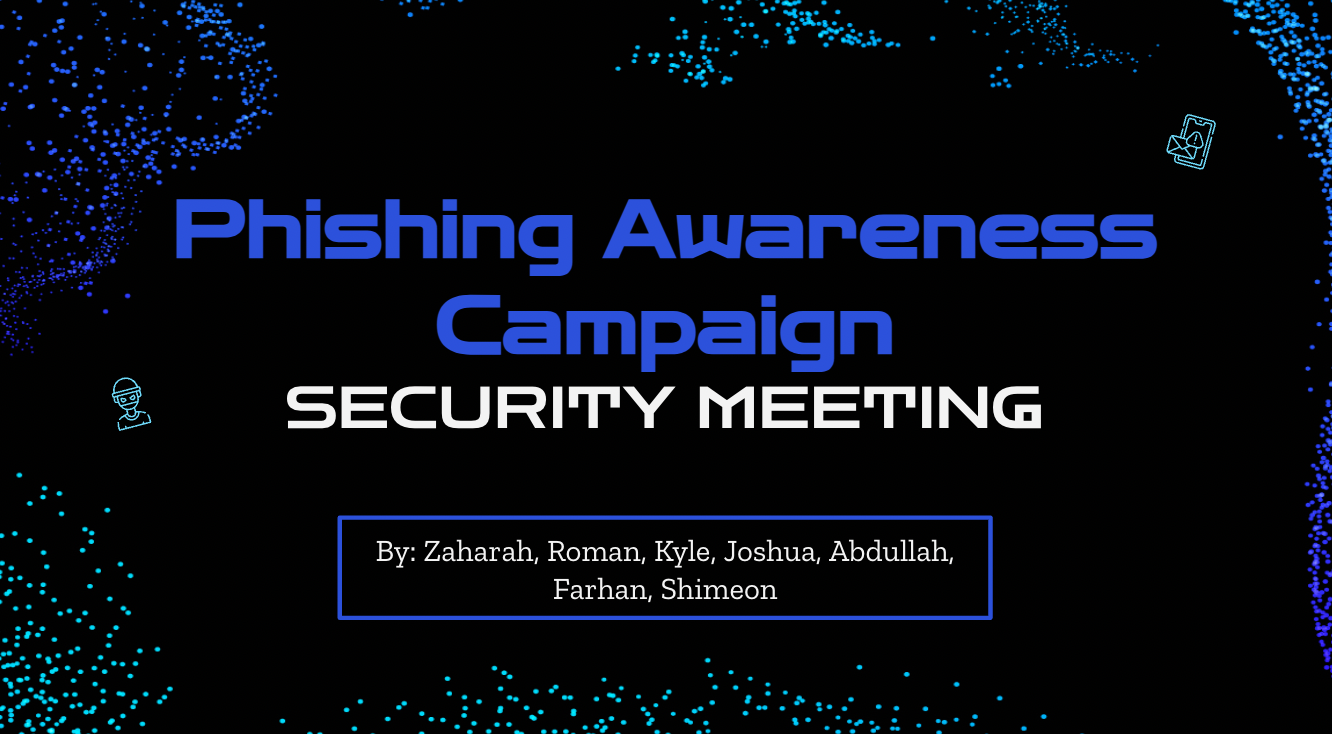 Phishing Awareness
Campaign
SECURITY MEETING
By: Zaharah, Roman, Kyle, Joshua, Abdullah,
Farhan, Shimeon